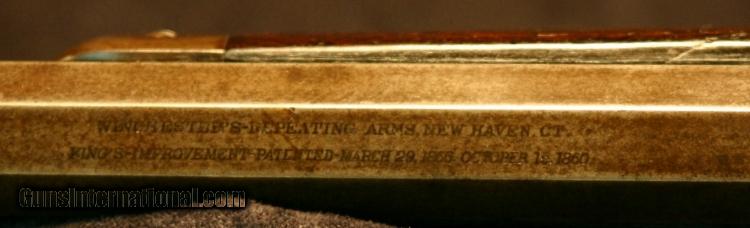 WINCHESTER'S-REPEATING ARMS, NEW HAVEN, CT.
KING'S-IMPROVEMENT-PATENTED-MARCH 29, 1866. OCTOBER 16, 1860.
GunsInternational.com